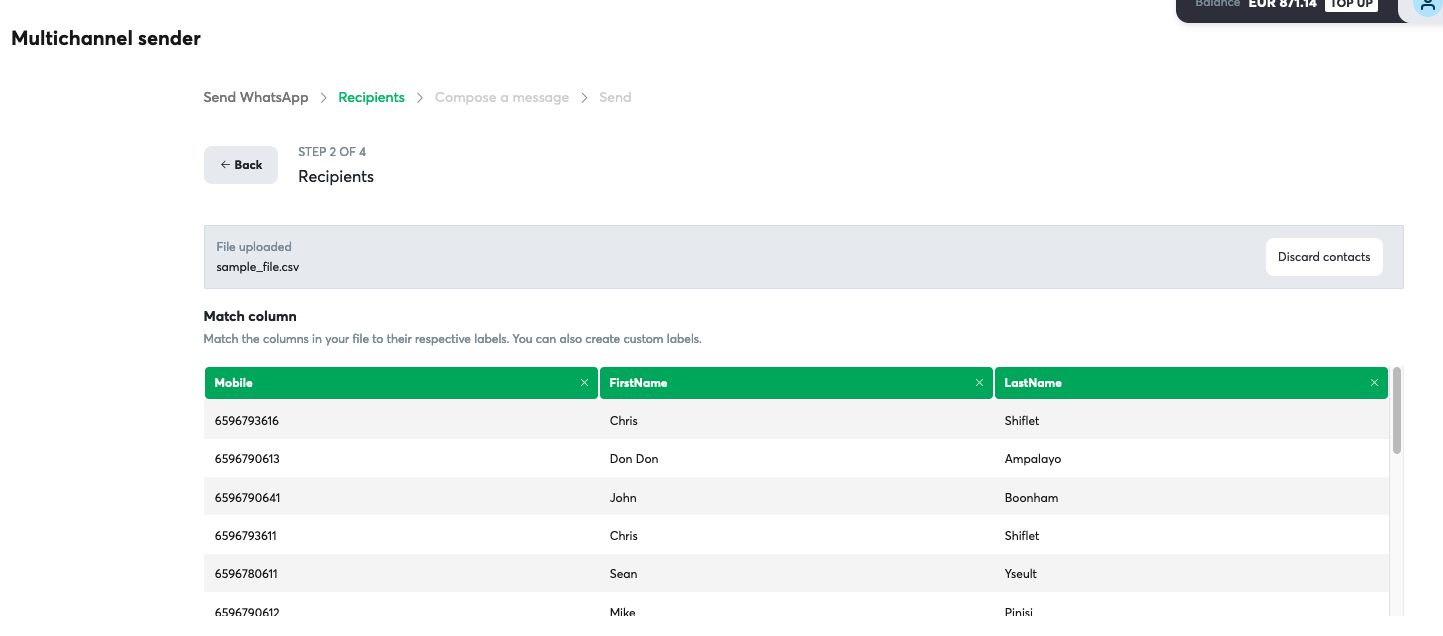 Balance EUR 871.14 TOP UP
Multichannel sender
Send WhatsApp > Recipients > Compose a message > Send
← Back
STEP 2 OF 4
Recipients
File uploaded
sample_file.csv
Discard contacts
Match column
Match the columns in your file to their respective labels. You can also create custom labels.
Mobile × FirstName × LastName ×
6596793616 Chris Shiflet
6596790613 Don Don Ampalayo
6596790641 John Boonham
6596793611 Chris Shiflet
6596780611 Sean Yseult
6596790612 Mike Pinisi